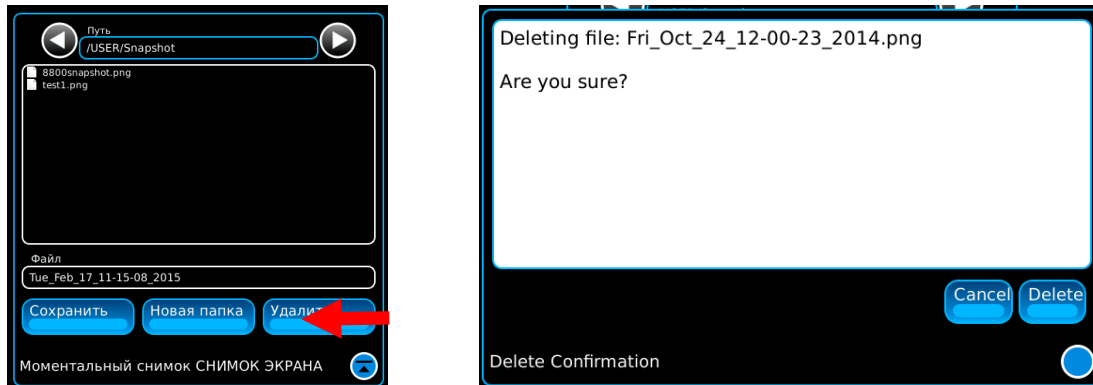 Путь
/USER/Snapshot
8800snapshot.png
test1.png
Файл
Tue_Feb_17_11-15-08_2015
Сохранить
Новая папка
Моментальный снимок СНИМОК ЭКРАНА
Deleting file: Fri_Oct_24_12-00-23_2014.png
Are you sure?
Cancel
Delete
Delete Confirmation